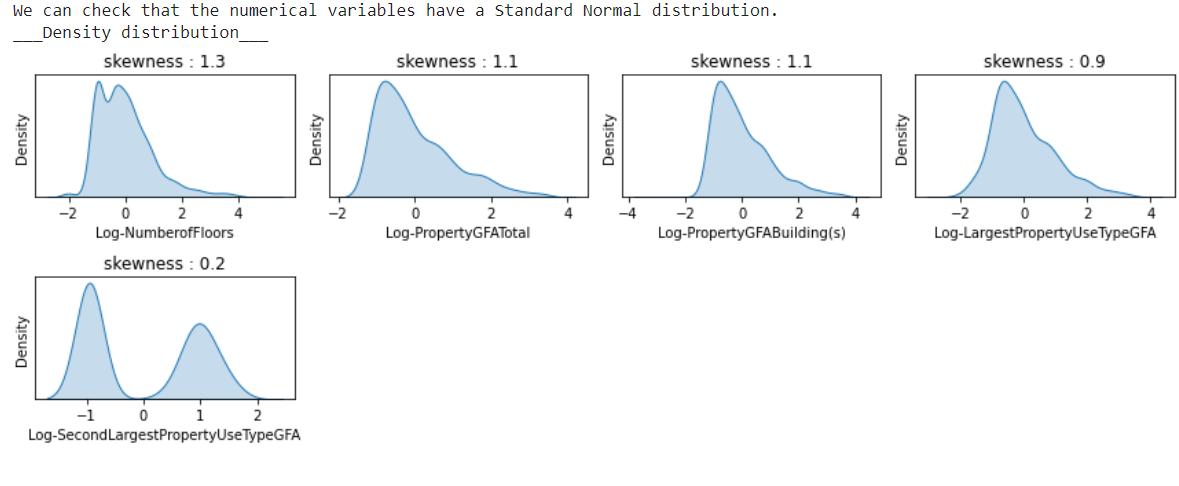 We can check that the numerical variables have a Standard Normal distribution.
___Density distribution___
skewness : 1.3
Density
−2 0 2 4
Log-NumberofFloors
skewness : 1.1
Density
−2 0 2 4
Log-PropertyGFATotal
skewness : 1.1
Density
−4 −2 0 2 4
Log-PropertyGFABuilding(s)
skewness : 0.9
Density
−2 0 2 4
Log-LargestPropertyUseTypeGFA
skewness : 0.2
Density
−1 0 1 2
Log-SecondLargestPropertyUseTypeGFA